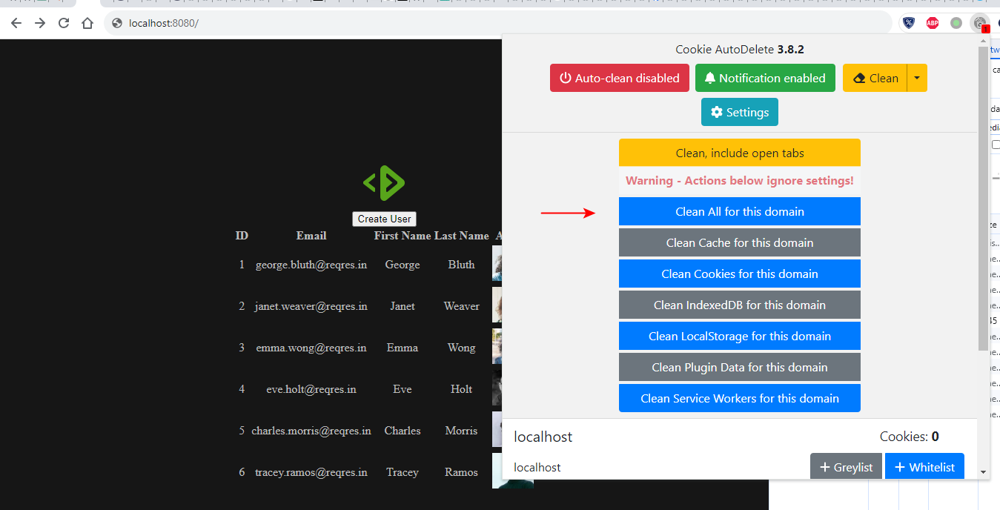 localhost:8080/
ABP
Cookie AutoDelete 3.8.2
Auto-clean disabled
Notification enabled
Clean
Settings
Clean, include open tabs
Warning - Actions below ignore settings!
Clean All for this domain
Clean Cache for this domain
Clean Cookies for this domain
Clean IndexedDB for this domain
Clean LocalStorage for this domain
Clean Plugin Data for this domain
Clean Service Workers for this domain
localhost Cookies: 0
localhost + Greylist + Whitelist
Create User
ID Email First Name Last Name A
1 george.bluth@reqres.in George Bluth
2 janet.weaver@reqres.in Janet Weaver
3 emma.wong@reqres.in Emma Wong
4 eve.holt@reqres.in Eve Holt
5 charles.morris@reqres.in Charles Morris
6 tracey.ramos@reqres.in Tracey Ramos